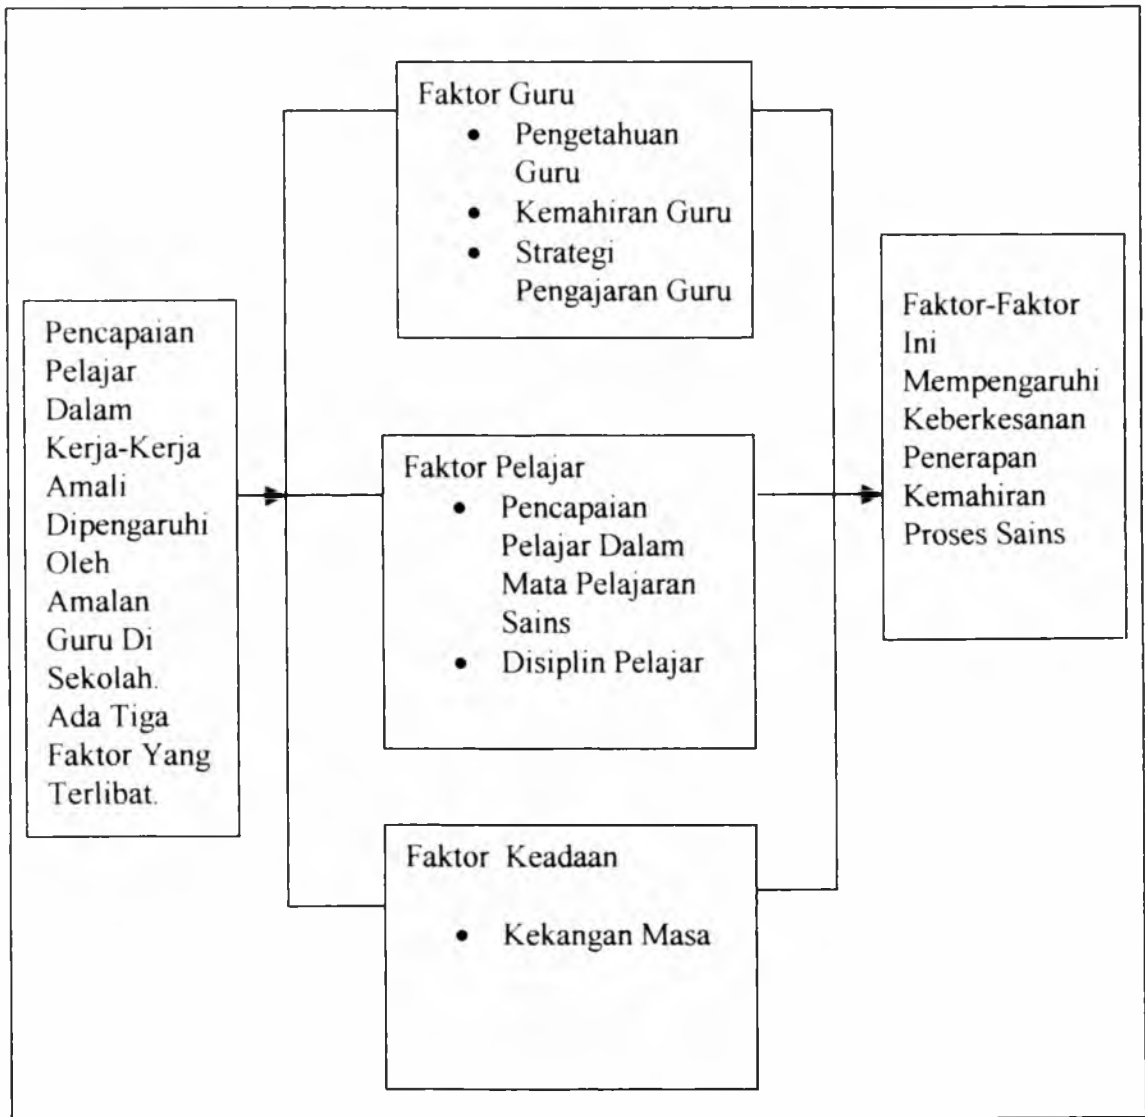 Pencapaian
Pelajar
Dalam
Kerja-Kerja
Amali
Dipengaruhi
Oleh
Amalan
Guru Di
Sekolah.
Ada Tiga
Faktor Yang
Terlibat.
Faktor Guru
• Pengetahuan
Guru
• Kemahiran Guru
• Strategi
Pengajaran Guru
Faktor Pelajar
• Pencapaian
Pelajar Dalam
Mata Pelajaran
Sains
• Disiplin Pelajar
Faktor Keadaan
• Kekangan Masa
Faktor-Faktor
Ini
Mempengaruhi
Keberkesanan
Penerapan
Kemahiran
Proses Sains